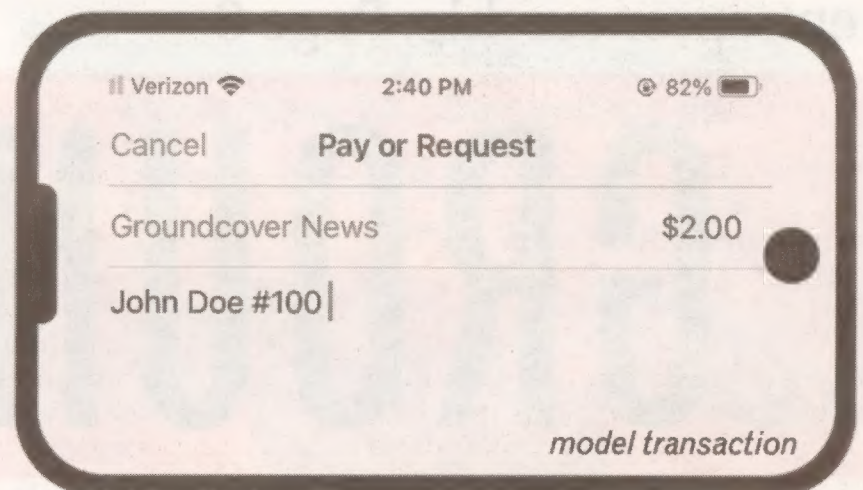 Verizon 2:40 PM 82%
Cancel Pay or Request
Groundcover News $2.00
John Doe #100
model transaction